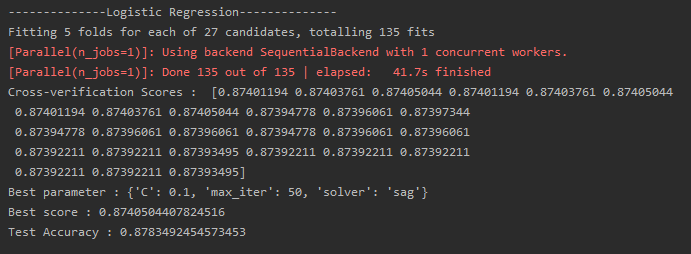 --------------Logistic Regression--------------
Fitting 5 folds for each of 27 candidates, totalling 135 fits
[Parallel(n_jobs=1)]: Using backend SequentialBackend with 1 concurrent workers.
[Parallel(n_jobs=1)]: Done 135 out of 135 | elapsed:   41.7s finished
Cross-verification Scores :  [0.87401194 0.87403761 0.87405044 0.87401194 0.87403761 0.87405044
 0.87401194 0.87403761 0.87405044 0.87394778 0.87396061 0.87397344
 0.87394778 0.87396061 0.87396061 0.87394778 0.87396061 0.87396061
 0.87392211 0.87392211 0.87393495 0.87392211 0.87392211 0.87392211
 0.87392211 0.87392211 0.87393495]
Best parameter : {'C': 0.1, 'max_iter': 50, 'solver': 'sag'}
Best score : 0.8740504407824516
Test Accuracy : 0.8783492454573453